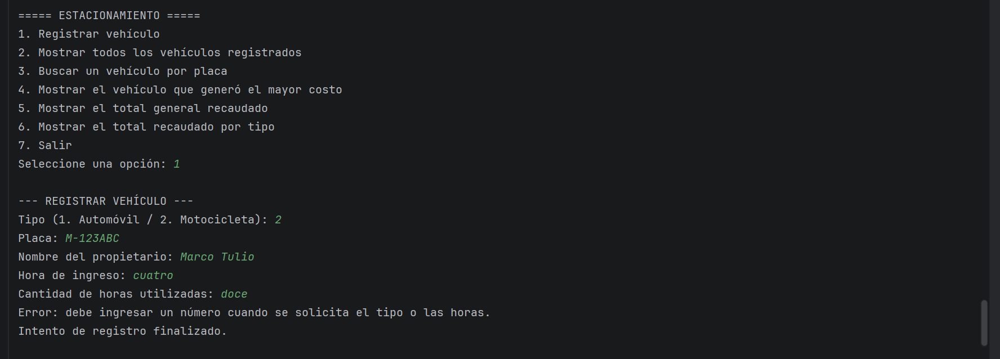 ===== ESTACIONAMIENTO =====
1. Registrar vehículo
2. Mostrar todos los vehículos registrados
3. Buscar un vehículo por placa
4. Mostrar el vehículo que generó el mayor costo
5. Mostrar el total general recaudado
6. Mostrar el total recaudado por tipo
7. Salir
Seleccione una opción: 1
--- REGISTRAR VEHÍCULO ---
Tipo (1. Automóvil / 2. Motocicleta): 2
Placa: M-123ABC
Nombre del propietario: Marco Tulio
Hora de ingreso: cuatro
Cantidad de horas utilizadas: doce
Error: debe ingresar un número cuando se solicita el tipo o las horas.
Intento de registro finalizado.